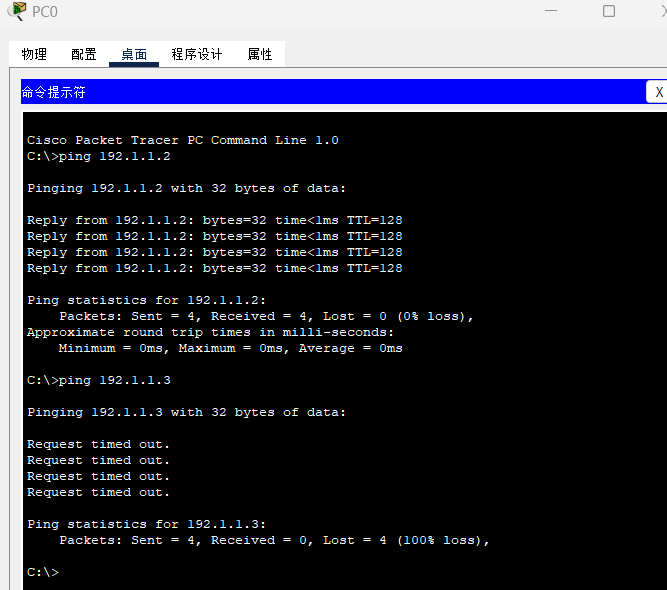 PC0
物理 配置 桌面 程序设计 属性
命令提示符 X
Cisco Packet Tracer PC Command Line 1.0
C:\>ping 192.1.1.2
Pinging 192.1.1.2 with 32 bytes of data:
Reply from 192.1.1.2: bytes=32 time<1ms TTL=128
Reply from 192.1.1.2: bytes=32 time<1ms TTL=128
Reply from 192.1.1.2: bytes=32 time<1ms TTL=128
Reply from 192.1.1.2: bytes=32 time<1ms TTL=128
Ping statistics for 192.1.1.2:
    Packets: Sent = 4, Received = 4, Lost = 0 (0% loss),
Approximate round trip times in milli-seconds:
    Minimum = 0ms, Maximum = 0ms, Average = 0ms
C:\>ping 192.1.1.3
Pinging 192.1.1.3 with 32 bytes of data:
Request timed out.
Request timed out.
Request timed out.
Request timed out.
Ping statistics for 192.1.1.3:
    Packets: Sent = 4, Received = 0, Lost = 4 (100% loss),
C:\>